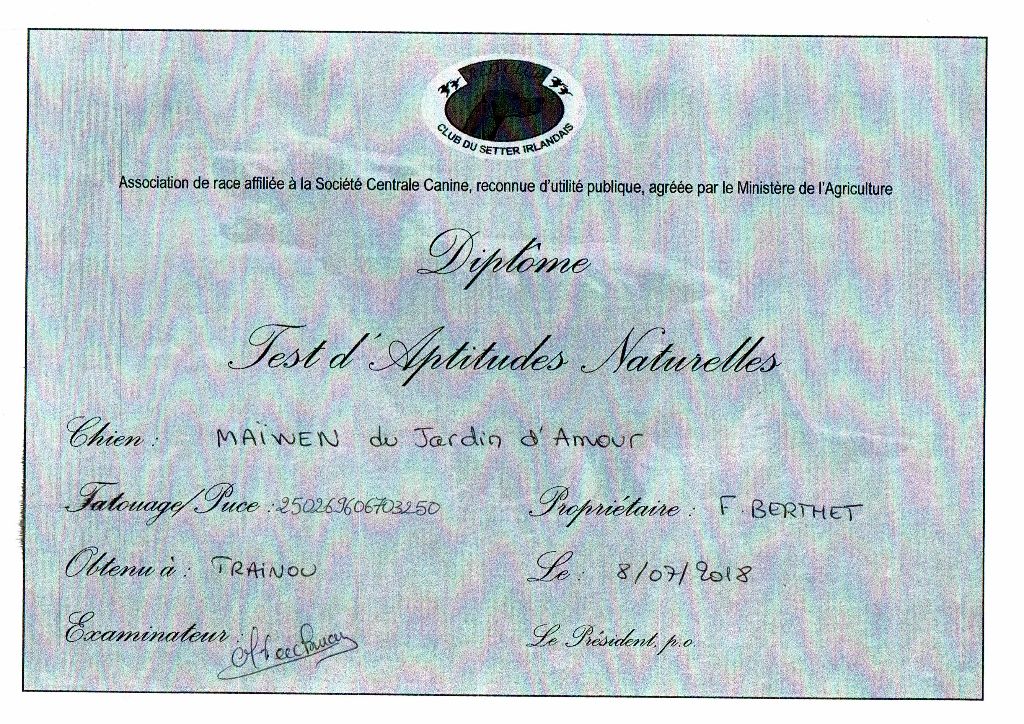 CLUB DU SETTER IRLANDAIS
Association de race affiliée à la Société Centrale Canine, reconnue d'utilité publique, agréée par le Ministère de l'Agriculture
Diplôme
Test d'Aptitudes Naturelles
Chien : MAÏWEN du Jardin d'Amour
Tatouage/Puce : 250269606703250 Propriétaire : F. BERTHET
Obtenu à : TRAiNOU Le : 8/07/2018
Examinateur : Le Président, p.o.